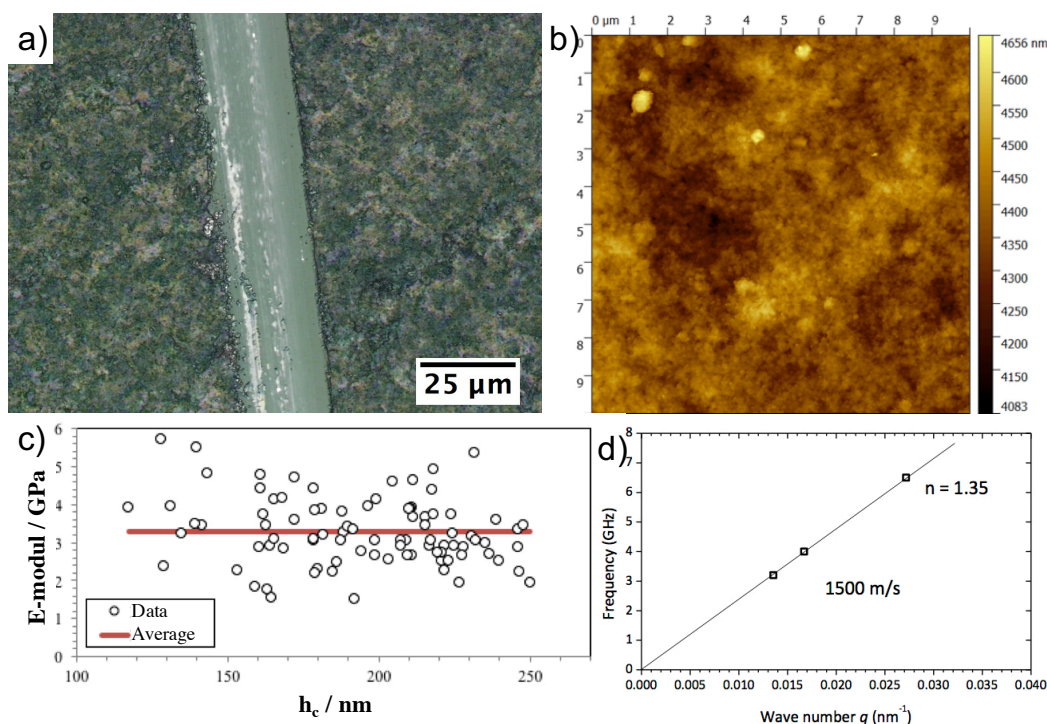 a)
25 µm
b)
0 µm 1 2 3 4 5 6 7 8 9
0
1
2
3
4
5
6
7
8
9
4656 nm
4600
4550
4500
4450
4400
4350
4300
4250
4200
4150
4083
c)
E-modul / GPa
6
5
4
3
2
1
0
Data
Average
100 150 200 250
h_c / nm
d)
Frequency (GHz)
8
7
6
5
4
3
2
1
0
n = 1.35
1500 m/s
0.000 0.005 0.010 0.015 0.020 0.025 0.030 0.035 0.040
Wave number q (nm⁻¹)